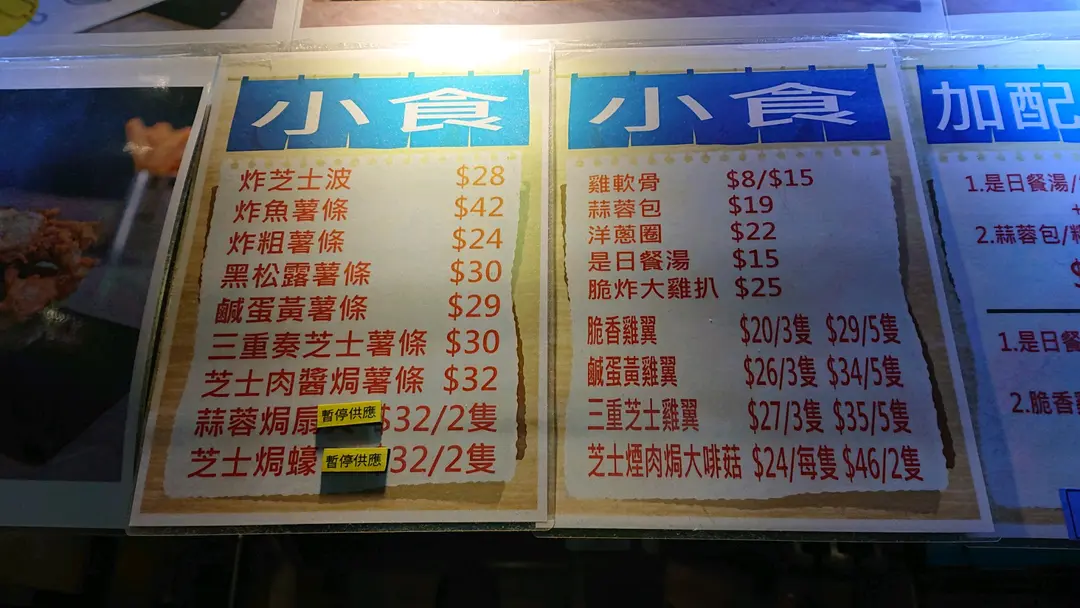 小食
炸芝士波 $28
炸魚薯條 $42
炸粗薯條 $24
黑松露薯條 $30
鹹蛋黃薯條 $29
三重奏芝士薯條 $30
芝士肉醬焗薯條 $32
蒜蓉焗扇 暫停供應 $32/2隻
芝士焗蠔 暫停供應 32/2隻
小食
雞軟骨 $8/$15
蒜蓉包 $19
洋蔥圈 $22
是日餐湯 $15
脆炸大雞扒 $25
脆香雞翼 $20/3隻 $29/5隻
鹹蛋黃雞翼 $26/3隻 $34/5隻
三重芝士雞翼 $27/3隻 $35/5隻
芝士煙肉焗大啡菇 $24/每隻 $46/2隻
加配
1.是日餐湯/
+
2.蒜蓉包/
$
1.是日餐
2.脆香